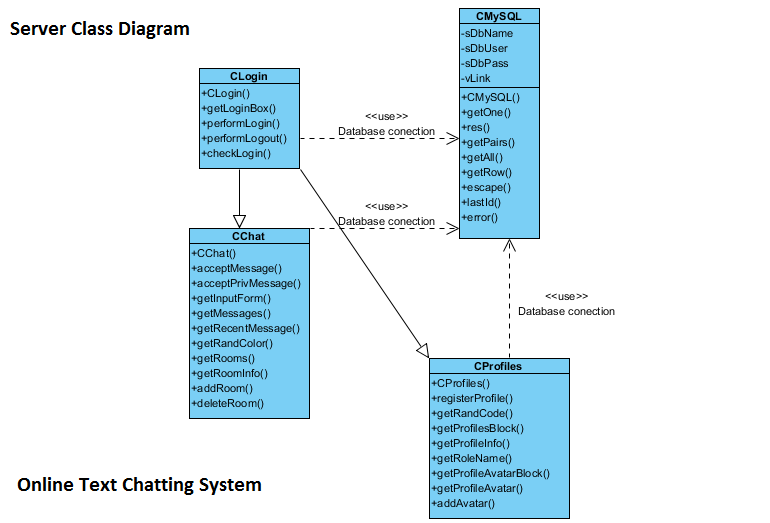 Server Class Diagram
CMySQL
-sDbName
-sDbUser
-sDbPass
-vLink
+CMySQL()
+getOne()
+res()
+getPairs()
+getAll()
+getRow()
+escape()
+lastId()
+error()
CLogin
+CLogin()
+getLoginBox()
+performLogin()
+performLogout()
+checkLogin()
<<use>>
Database conection
<<use>>
Database conection
CChat
+CChat()
+acceptMessage()
+acceptPrivMessage()
+getInputForm()
+getMessages()
+getRecentMessage()
+getRandColor()
+getRooms()
+getRoomInfo()
+addRoom()
+deleteRoom()
<<use>>
Database conection
CProfiles
+CProfiles()
+registerProfile()
+getRandCode()
+getProfilesBlock()
+getProfileInfo()
+getRoleName()
+getProfileAvatarBlock()
+getProfileAvatar()
+addAvatar()
Online Text Chatting System